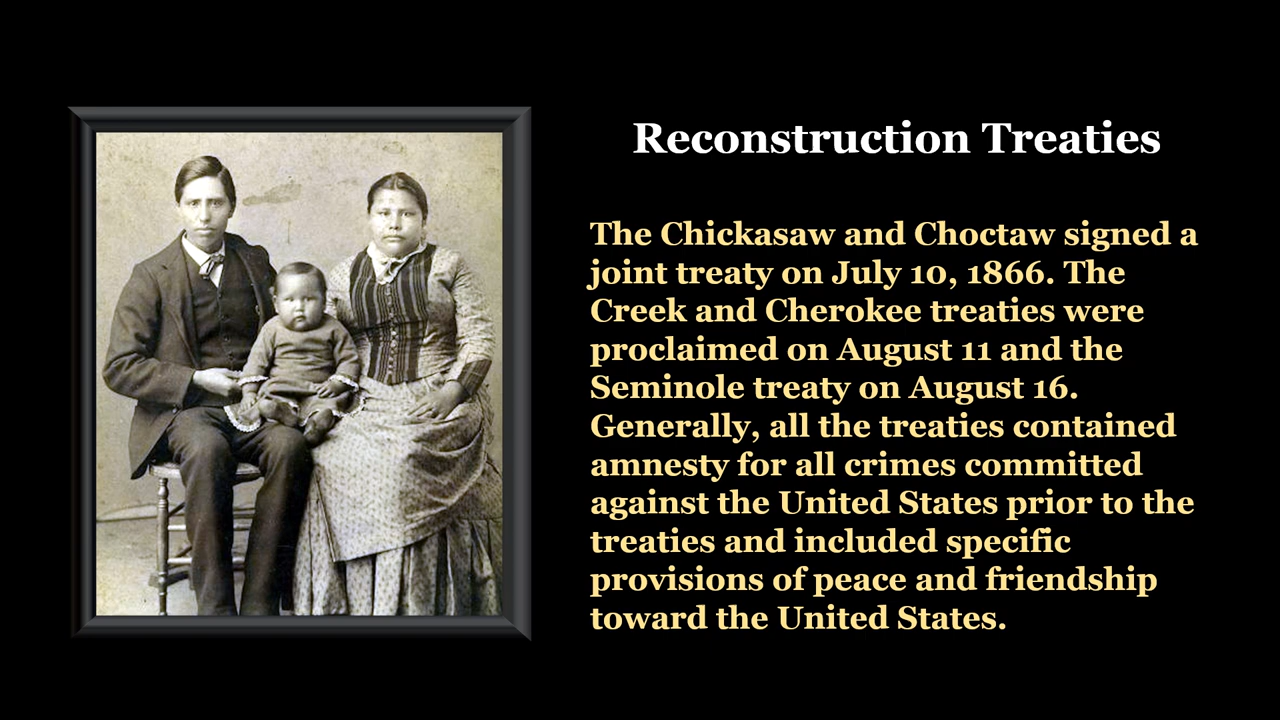 Reconstruction Treaties
The Chickasaw and Choctaw signed a
joint treaty on July 10, 1866. The
Creek and Cherokee treaties were
proclaimed on August 11 and the
Seminole treaty on August 16.
Generally, all the treaties contained
amnesty for all crimes committed
against the United States prior to the
treaties and included specific
provisions of peace and friendship
toward the United States.